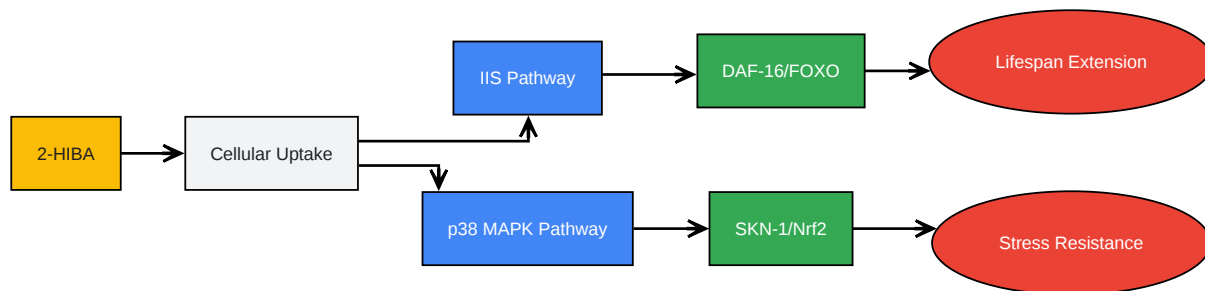 2-HIBA
Cellular Uptake
IIS Pathway
DAF-16/FOXO
Lifespan Extension
p38 MAPK Pathway
SKN-1/Nrf2
Stress Resistance